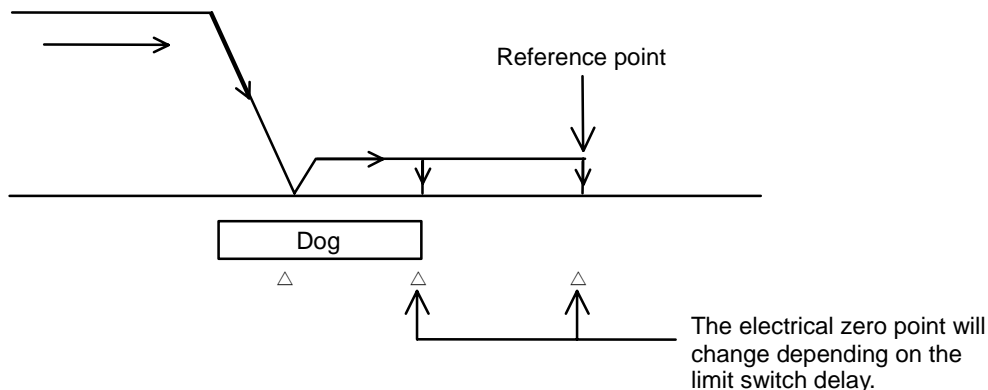 Reference point
Dog
The electrical zero point will
change depending on the
limit switch delay.